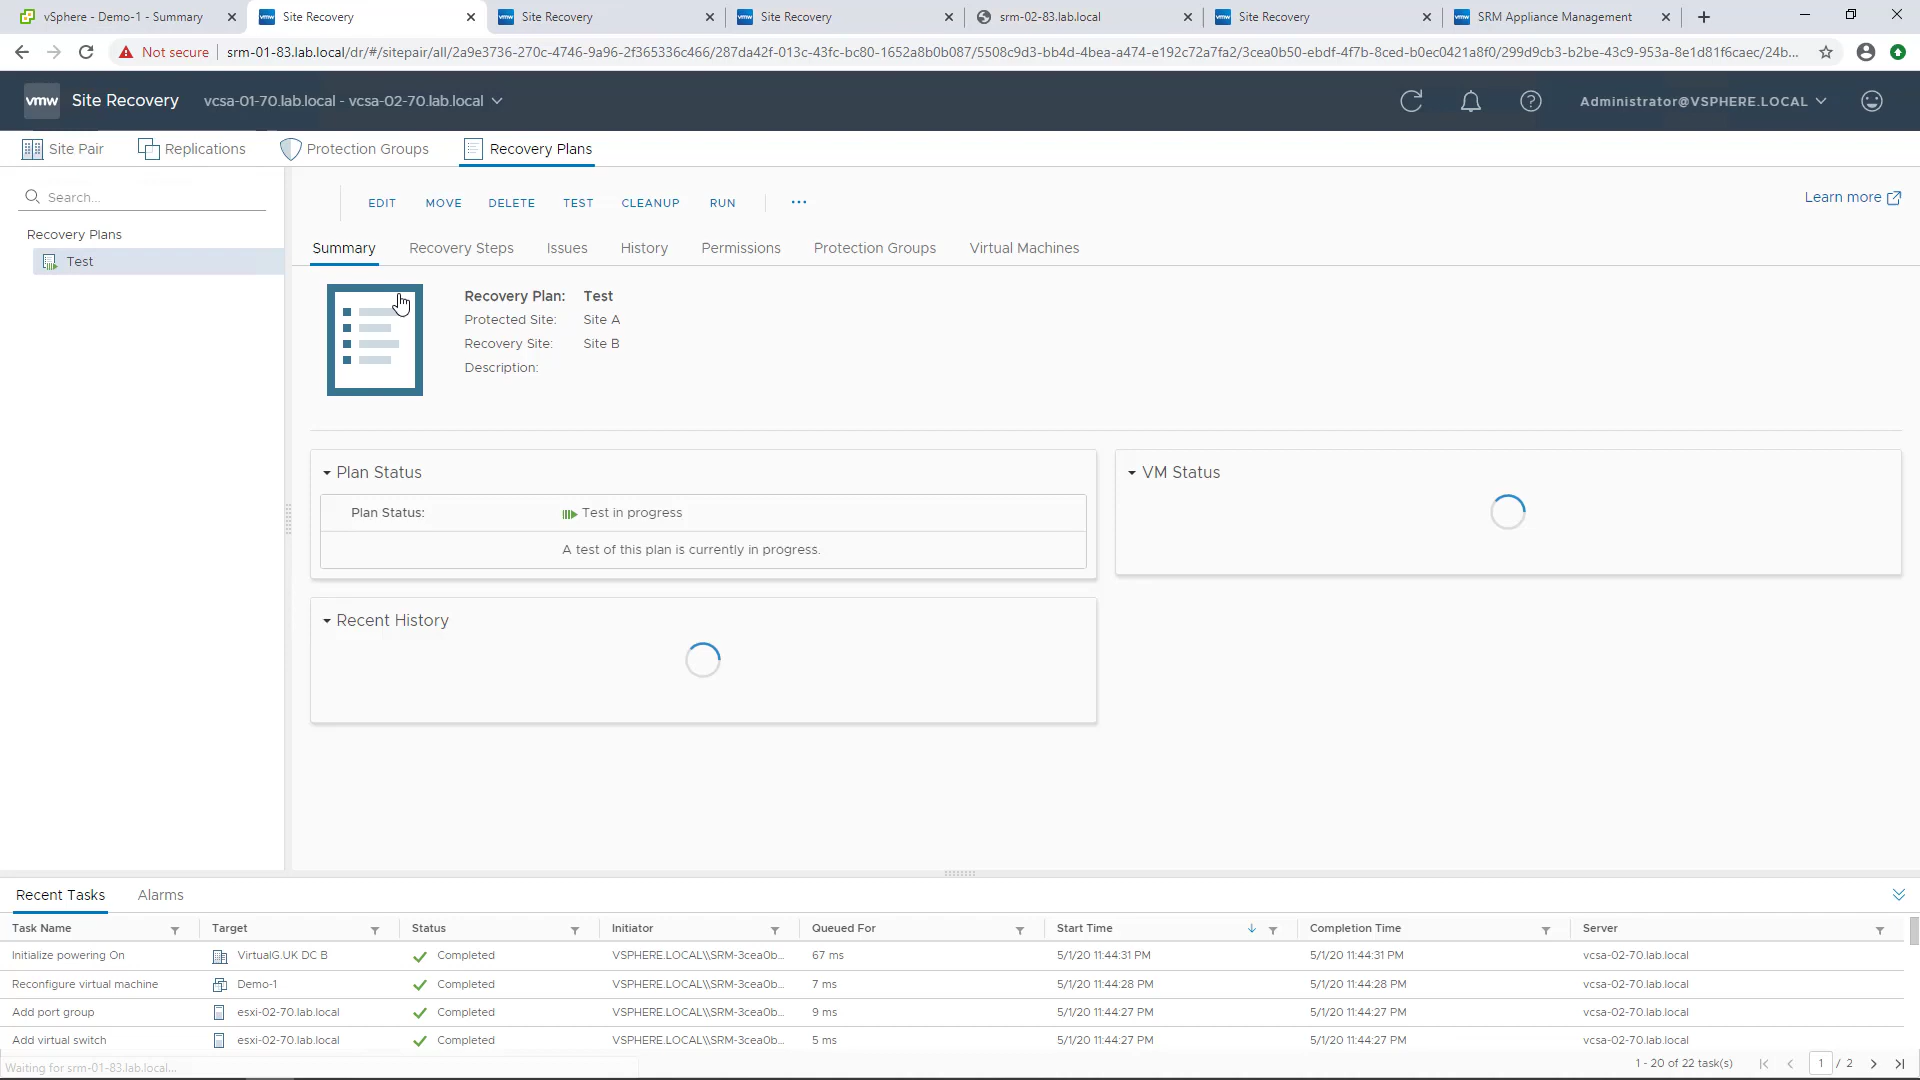 vSphere - Demo-1 - Summary
Site Recovery
Site Recovery
Site Recovery
srm-02-83.lab.local
Site Recovery
SRM Appliance Management
Not secure
srm-01-83.lab.local/dr/#/sitepair/all/2a9e3736-270c-4746-9a96-2f365336c466/287da42f-013c-43fc-bc80-1652a8b0b087/5508c9d3-bb4d-4bea-a474-e192c72a7fa2/3cea0b50-ebdf-4f7b-8ced-b0ec0421a8f0/299d9cb3-b2be-43c9-953a-8e1d81f6caec/24b...
vmw Site Recovery vcsa-01-70.lab.local - vcsa-02-70.lab.local
Administrator@VSPHERE.LOCAL
Site Pair Replications Protection Groups Recovery Plans
Search...
Recovery Plans
Test
EDIT MOVE DELETE TEST CLEANUP RUN ...
Learn more
Summary Recovery Steps Issues History Permissions Protection Groups Virtual Machines
Recovery Plan: Test
Protected Site: Site A
Recovery Site: Site B
Description:
Plan Status
Plan Status: Test in progress
A test of this plan is currently in progress.
VM Status
Recent History
Recent Tasks Alarms
Task Name Target Status Initiator Queued For Start Time Completion Time Server
Initialize powering On VirtualG.UK DC B Completed VSPHERE.LOCAL\\SRM-3cea0b... 67 ms 5/1/20 11:44:31 PM 5/1/20 11:44:31 PM vcsa-02-70.lab.local
Reconfigure virtual machine Demo-1 Completed VSPHERE.LOCAL\\SRM-3cea0b... 7 ms 5/1/20 11:44:28 PM 5/1/20 11:44:28 PM vcsa-02-70.lab.local
Add port group esxi-02-70.lab.local Completed VSPHERE.LOCAL\\SRM-3cea0b... 9 ms 5/1/20 11:44:27 PM 5/1/20 11:44:27 PM vcsa-02-70.lab.local
Add virtual switch esxi-02-70.lab.local Completed VSPHERE.LOCAL\\SRM-3cea0b... 5 ms 5/1/20 11:44:27 PM 5/1/20 11:44:27 PM vcsa-02-70.lab.local
Waiting for srm-01-83.lab.local...
1 - 20 of 22 task(s) 1 / 2